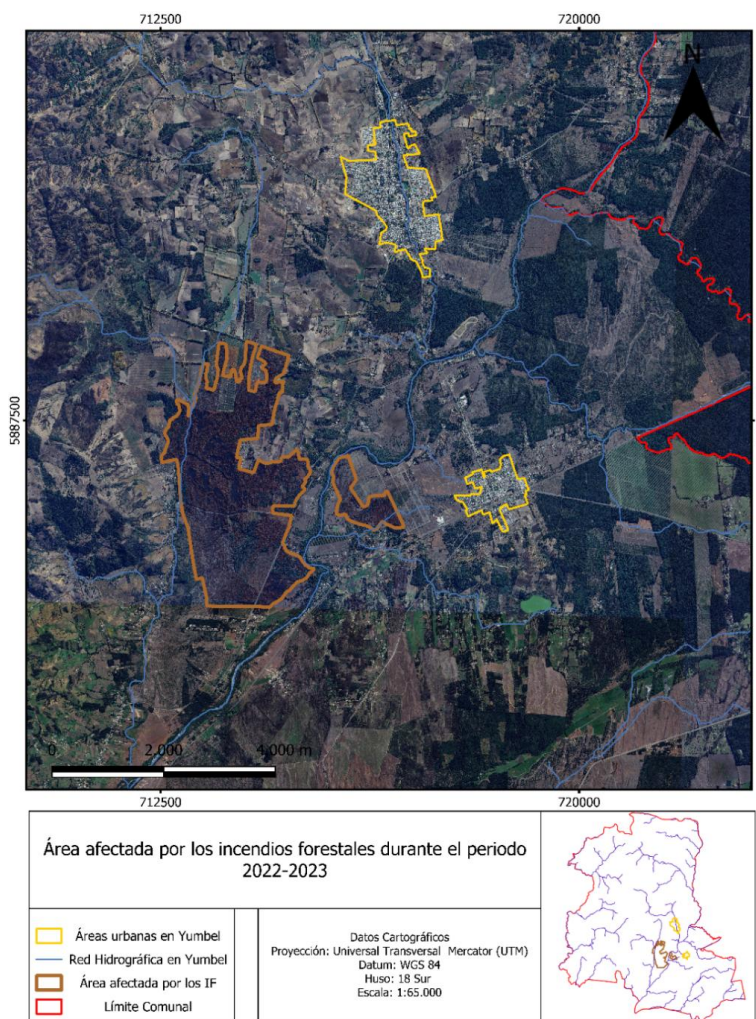 712500 720000
N
5887500
5887500
0 2,000 4,000 m
712500 720000
Área afectada por los incendios forestales durante el periodo
2022-2023
Áreas urbanas en Yumbel
Red Hidrográfica en Yumbel
Área afectada por los IF
Límite Comunal
Datos Cartográficos
Proyección: Universal Transversal Mercator (UTM)
Datum: WGS 84
Huso: 18 Sur
Escala: 1:65.000